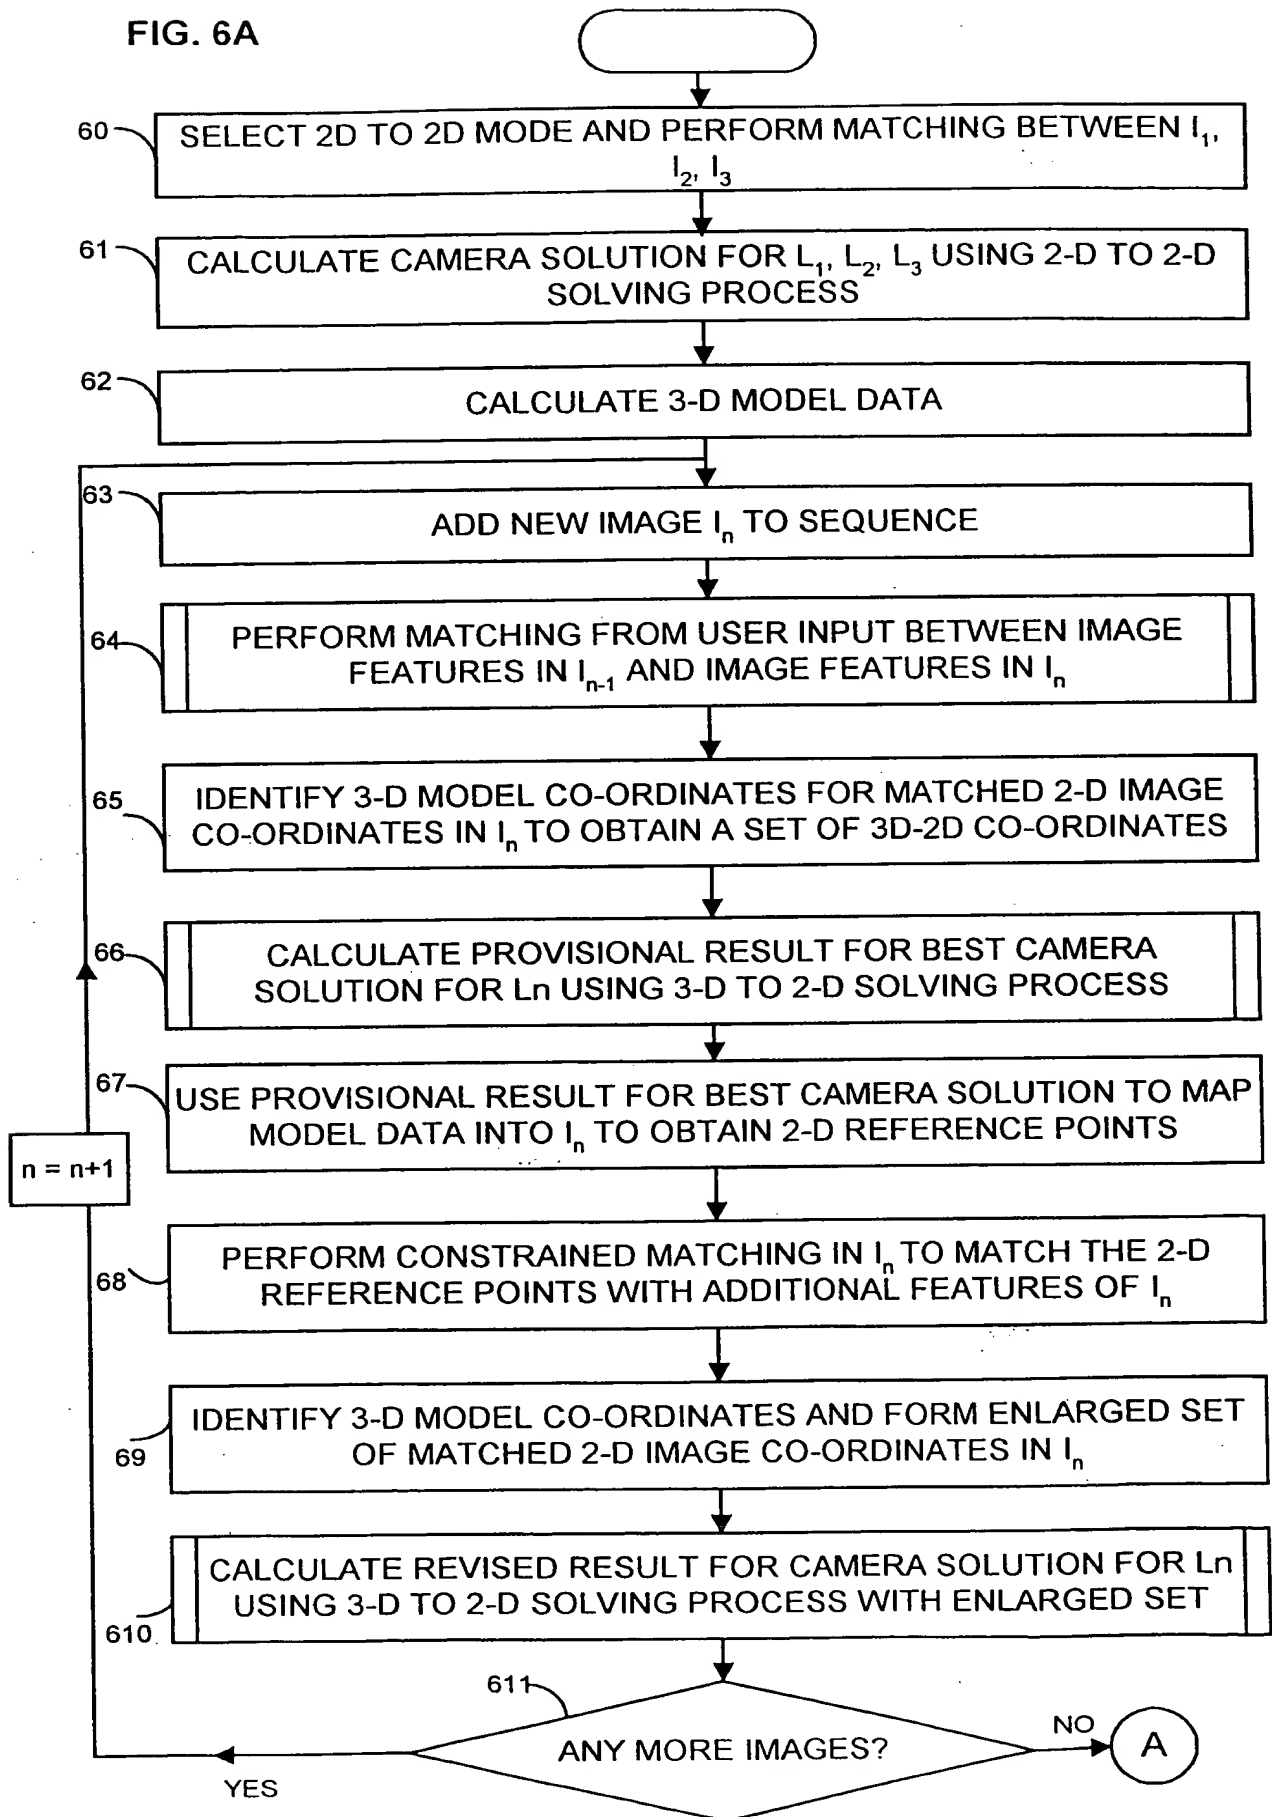 FIG. 6A
60
SELECT 2D TO 2D MODE AND PERFORM MATCHING BETWEEN I₁,
I₂, I₃
61
CALCULATE CAMERA SOLUTION FOR L₁, L₂, L₃ USING 2-D TO 2-D
SOLVING PROCESS
62
CALCULATE 3-D MODEL DATA
63
ADD NEW IMAGE Iₙ TO SEQUENCE
64
PERFORM MATCHING FROM USER INPUT BETWEEN IMAGE
FEATURES IN Iₙ₋₁ AND IMAGE FEATURES IN Iₙ
65
IDENTIFY 3-D MODEL CO-ORDINATES FOR MATCHED 2-D IMAGE
CO-ORDINATES IN Iₙ TO OBTAIN A SET OF 3D-2D CO-ORDINATES
66
CALCULATE PROVISIONAL RESULT FOR BEST CAMERA
SOLUTION FOR Ln USING 3-D TO 2-D SOLVING PROCESS
67
USE PROVISIONAL RESULT FOR BEST CAMERA SOLUTION TO MAP
MODEL DATA INTO Iₙ TO OBTAIN 2-D REFERENCE POINTS
n = n+1
68
PERFORM CONSTRAINED MATCHING IN Iₙ TO MATCH THE 2-D
REFERENCE POINTS WITH ADDITIONAL FEATURES OF Iₙ
69
IDENTIFY 3-D MODEL CO-ORDINATES AND FORM ENLARGED SET
OF MATCHED 2-D IMAGE CO-ORDINATES IN Iₙ
610
CALCULATE REVISED RESULT FOR CAMERA SOLUTION FOR Ln
USING 3-D TO 2-D SOLVING PROCESS WITH ENLARGED SET
611
ANY MORE IMAGES?
NO
A
YES